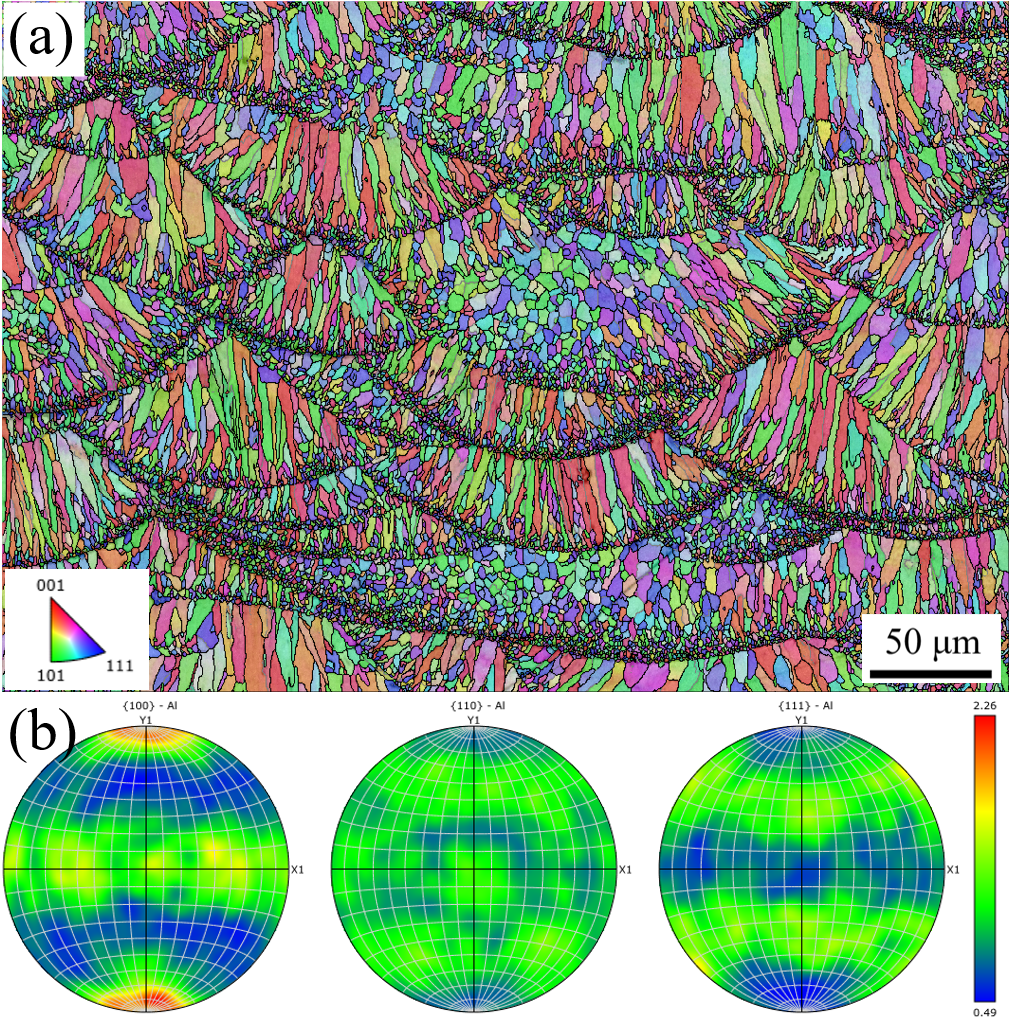 (a)
001
101
111
50 μm
(b)
{100} - Al
Y1
X1
{110} - Al
Y1
X1
{111} - Al
Y1
X1
2.26
0.49